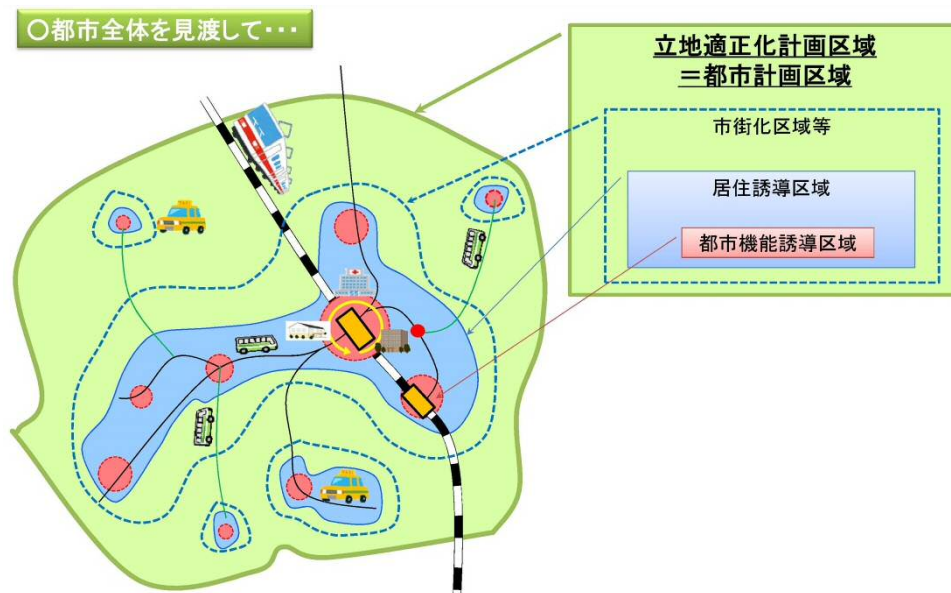 〇都市全体を見渡して・・・
立地適正化計画区域
＝都市計画区域
市街化区域等
居住誘導区域
都市機能誘導区域